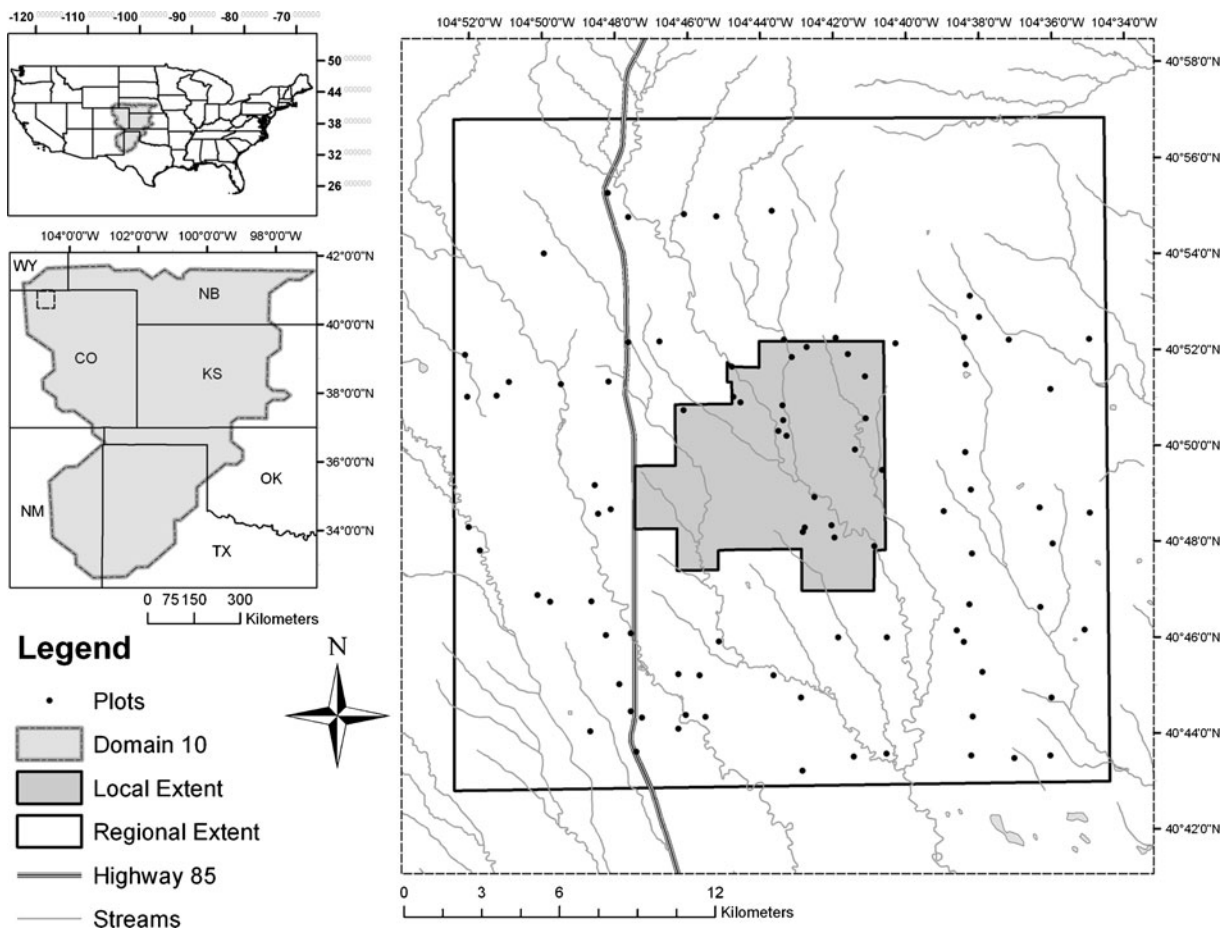 -120 -110 -100 -90 -80 -70
50
44
38
32
26
104°0'0"W 102°0'0"W 100°0'0"W 98°0'0"W
42°0'0"N
40°0'0"N
38°0'0"N
36°0'0"N
34°0'0"N
WY
NB
CO
KS
OK
NM
TX
0 75 150 300
Kilometers
Legend
N
Plots
Domain 10
Local Extent
Regional Extent
Highway 85
Streams
104°52'0"W 104°50'0"W 104°48'0"W 104°46'0"W 104°44'0"W 104°42'0"W 104°40'0"W 104°38'0"W 104°36'0"W 104°34'0"W
40°58'0"N
40°56'0"N
40°54'0"N
40°52'0"N
40°50'0"N
40°48'0"N
40°46'0"N
40°44'0"N
40°42'0"N
0 3 6 12
Kilometers